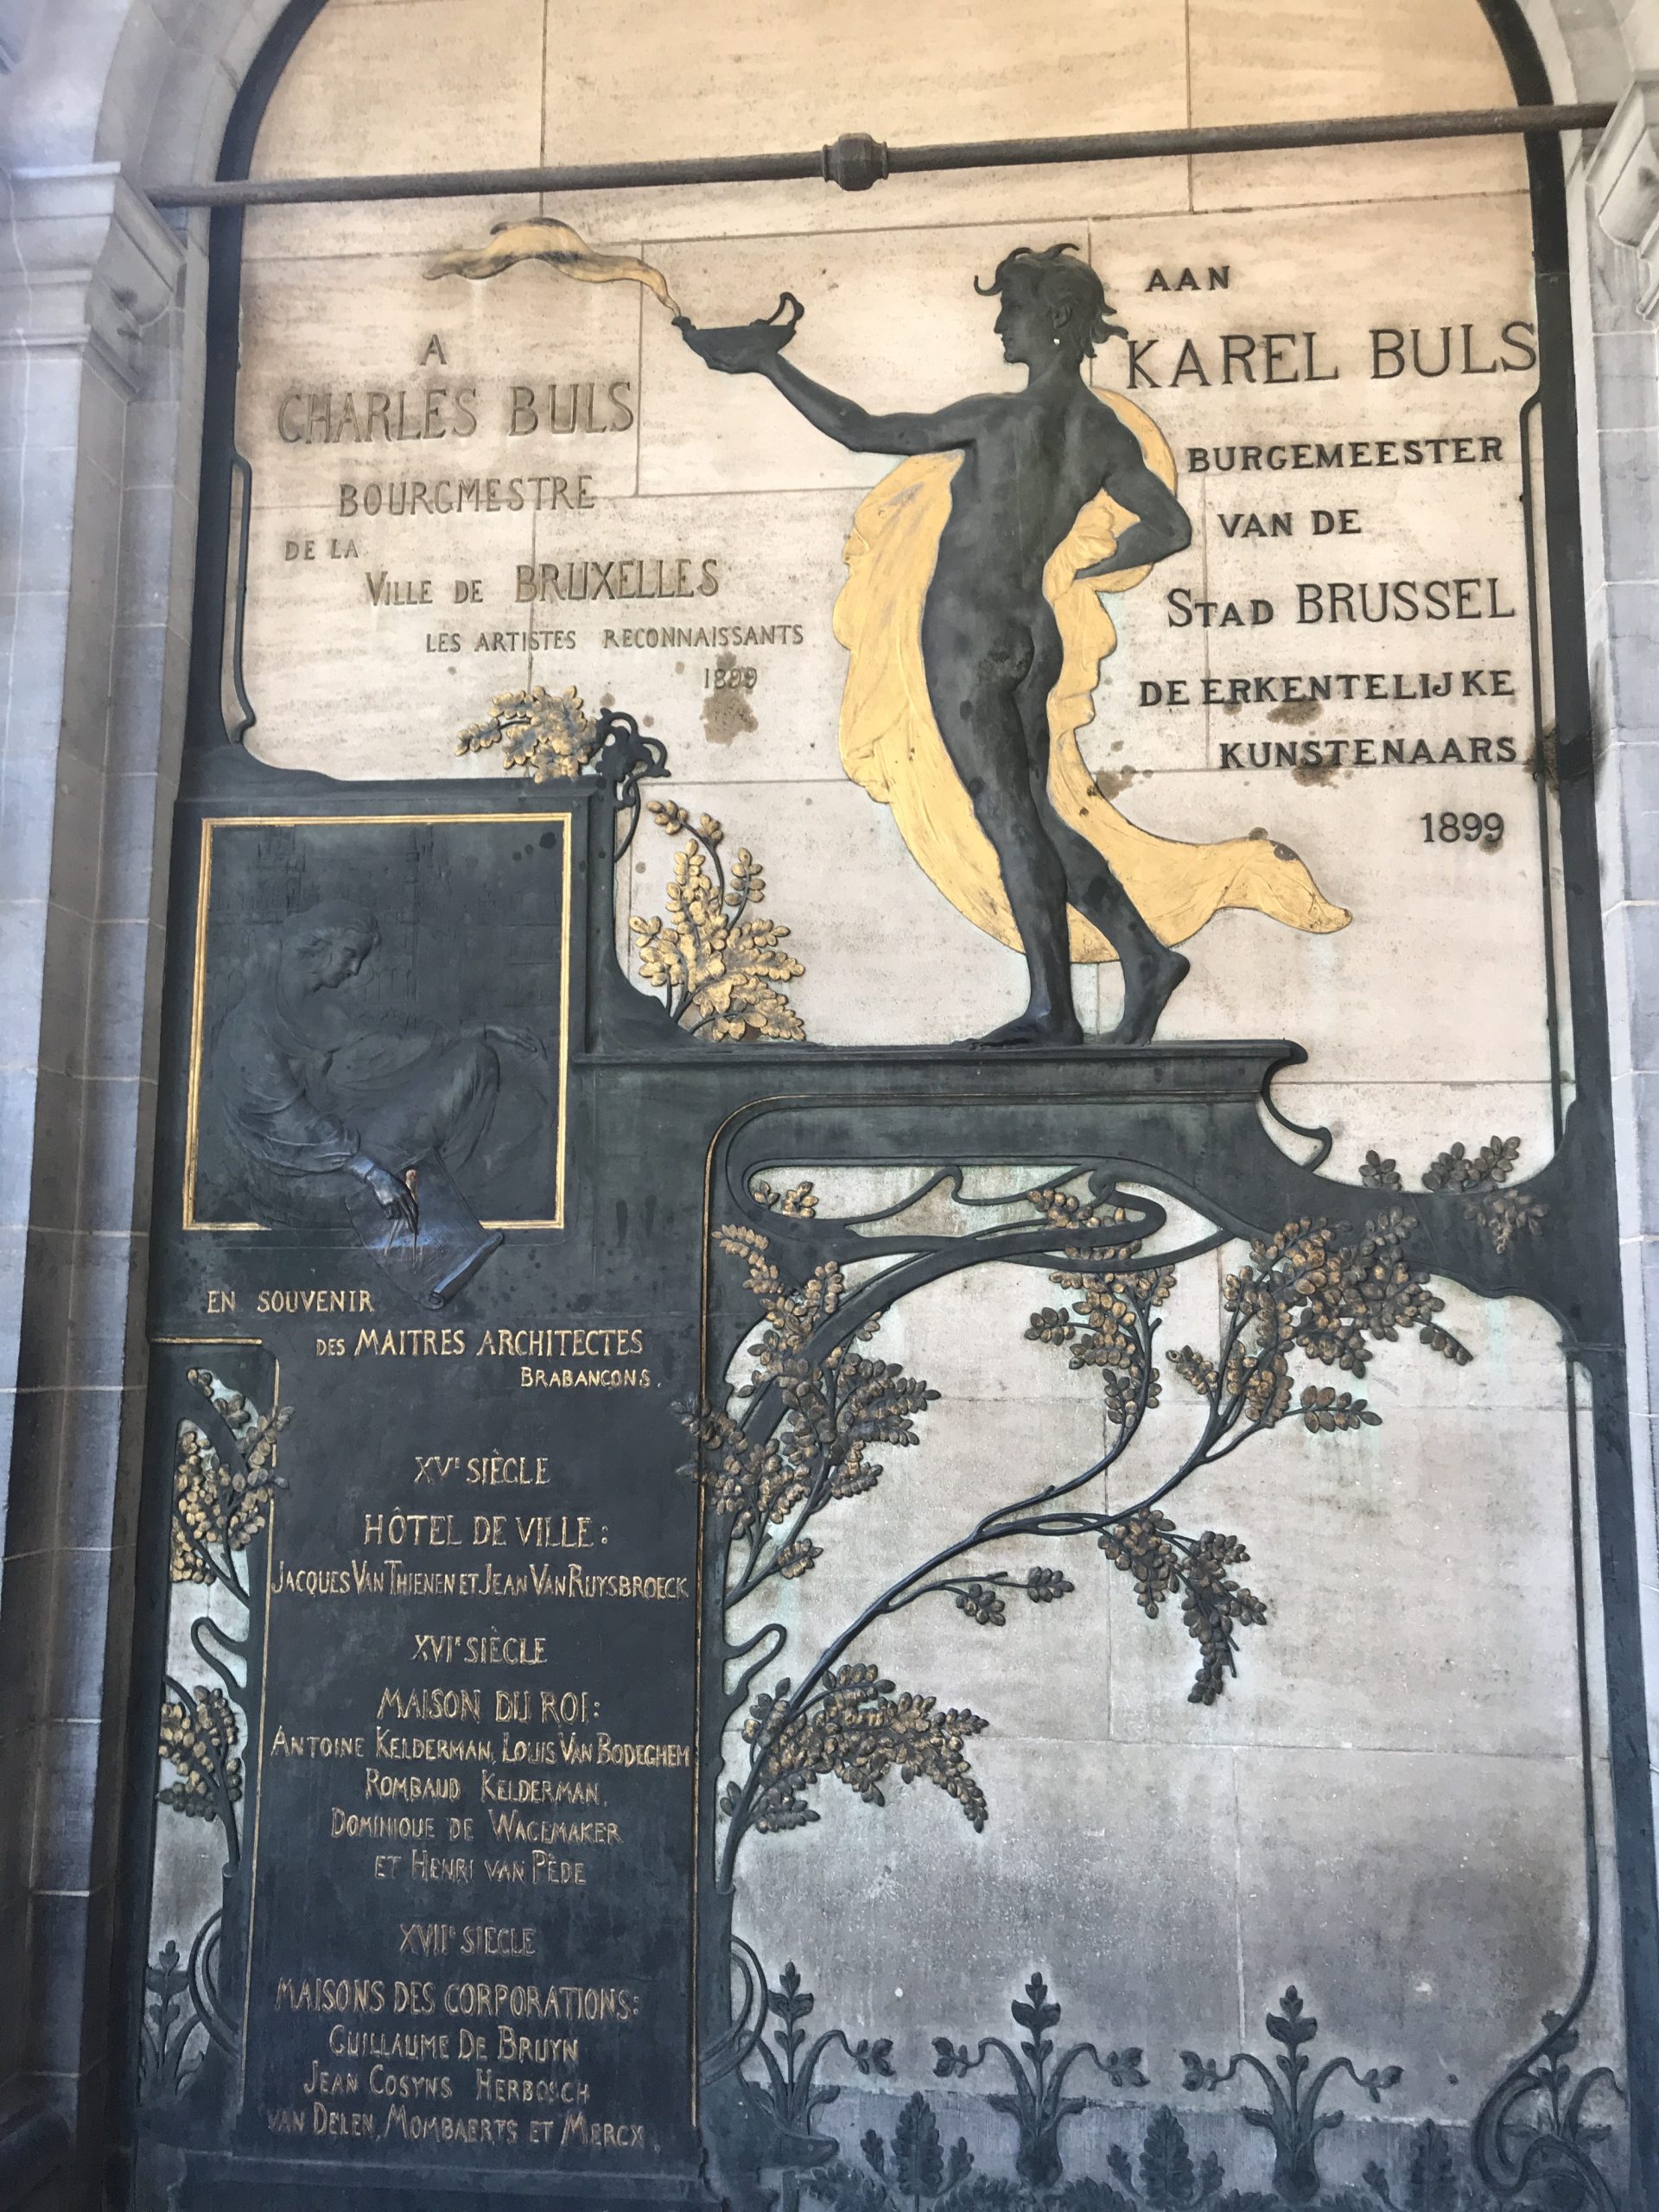 A
CHARLES BULS
BOURGMESTRE
DE LA
VILLE DE BRUXELLES
LES ARTISTES RECONNAISSANTS
1899
AAN
KAREL BULS
BURGEMEESTER
VAN DE
STAD BRUSSEL
DE ERKENTELIJKE
KUNSTENAARS
1899
EN SOUVENIR
DES MAITRES ARCHITECTES
BRABANCONS.
XVE SIÈCLE
HÔTEL DE VILLE:
JACQUES VAN THIENEN ET JEAN VAN RUYSBROECK
XVIE SIÈCLE
MAISON DU ROI:
ANTOINE KELDERMAN, LOUIS VAN BODEGHEM
ROMBAUD KELDERMAN,
DOMINIQUE DE WAGEMAKER
ET HENRI VAN PÈDE
XVIIE SIECLE
MAISONS DES CORPORATIONS:
GUILLAUME DE BRUYN
JEAN COSYNS HERBOSCH
VAN DELEN, MOMBAERTS ET MERCX.